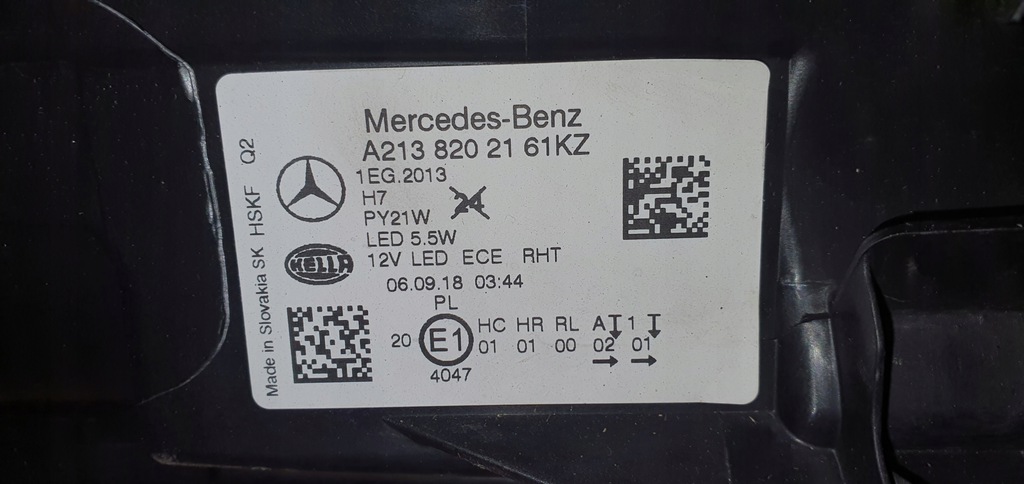 Mercedes-Benz
A213 820 2161KZ
1EG.2013
H7
24
PY21W
LED 5.5W
HELLA
12V LED ECE RHT
06.09.18 03:44
PL
20 E1 HC HR RL A 1
01 01 00 02 01
4047
Made in Slovakia SK HSKF Q2